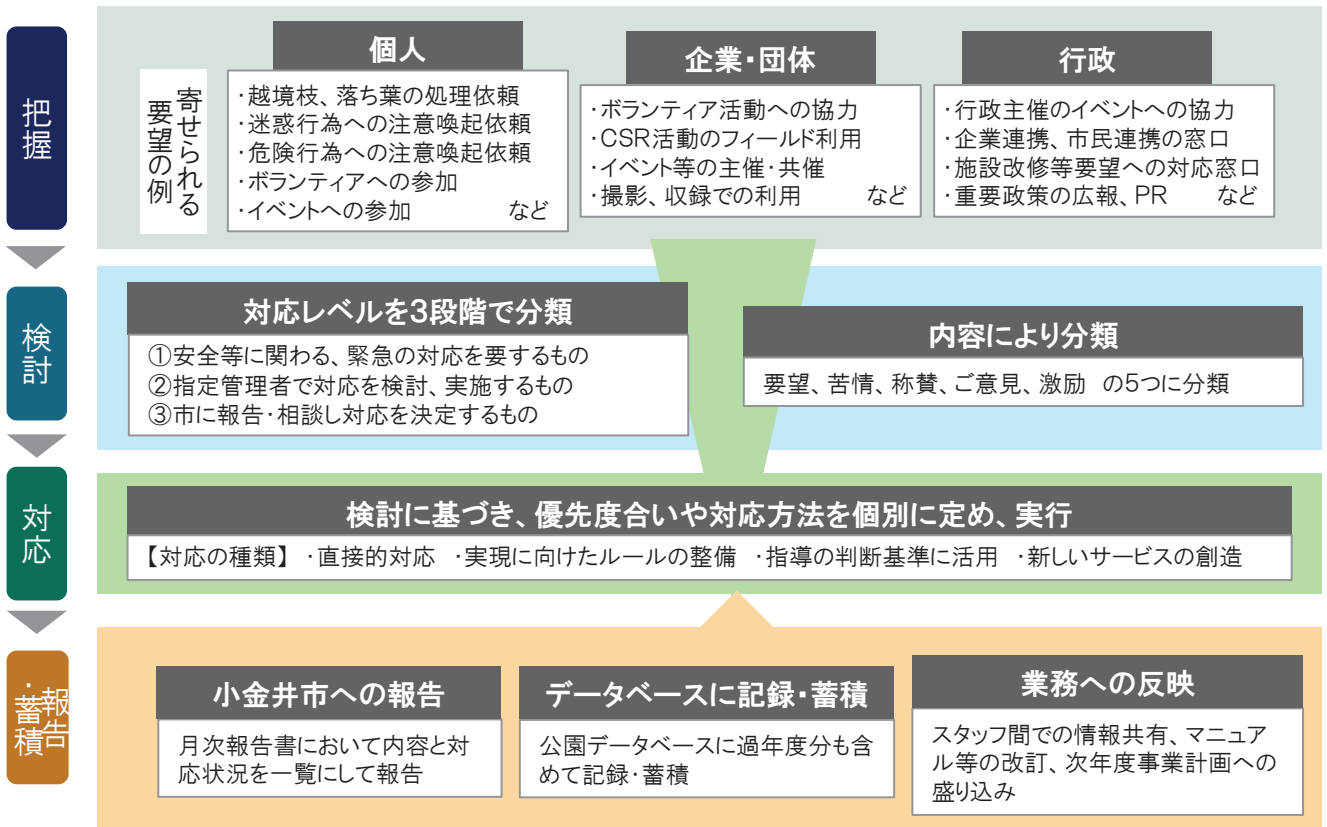 把握
寄せられる
要望の例
個人
・越境枝、落ち葉の処理依頼
・迷惑行為への注意喚起依頼
・危険行為への注意喚起依頼
・ボランティアへの参加
・イベントへの参加 など
企業・団体
・ボランティア活動への協力
・CSR活動のフィールド利用
・イベント等の主催・共催
・撮影、収録での利用 など
行政
・行政主催のイベントへの協力
・企業連携、市民連携の窓口
・施設改修等要望への対応窓口
・重要政策の広報、PR など
検討
対応レベルを3段階で分類
①安全等に関わる、緊急の対応を要するもの
②指定管理者で対応を検討、実施するもの
③市に報告・相談し対応を決定するもの
内容により分類
要望、苦情、称賛、ご意見、激励 の5つに分類
対応
検討に基づき、優先度合いや対応方法を個別に定め、実行
【対応の種類】 ・直接的対応 ・実現に向けたルールの整備 ・指導の判断基準に活用 ・新しいサービスの創造
報告
・蓄積
小金井市への報告
月次報告書において内容と対
応状況を一覧にして報告
データベースに記録・蓄積
公園データベースに過年度分も含
めて記録・蓄積
業務への反映
スタッフ間での情報共有、マニュア
ル等の改訂、次年度事業計画への
盛り込み